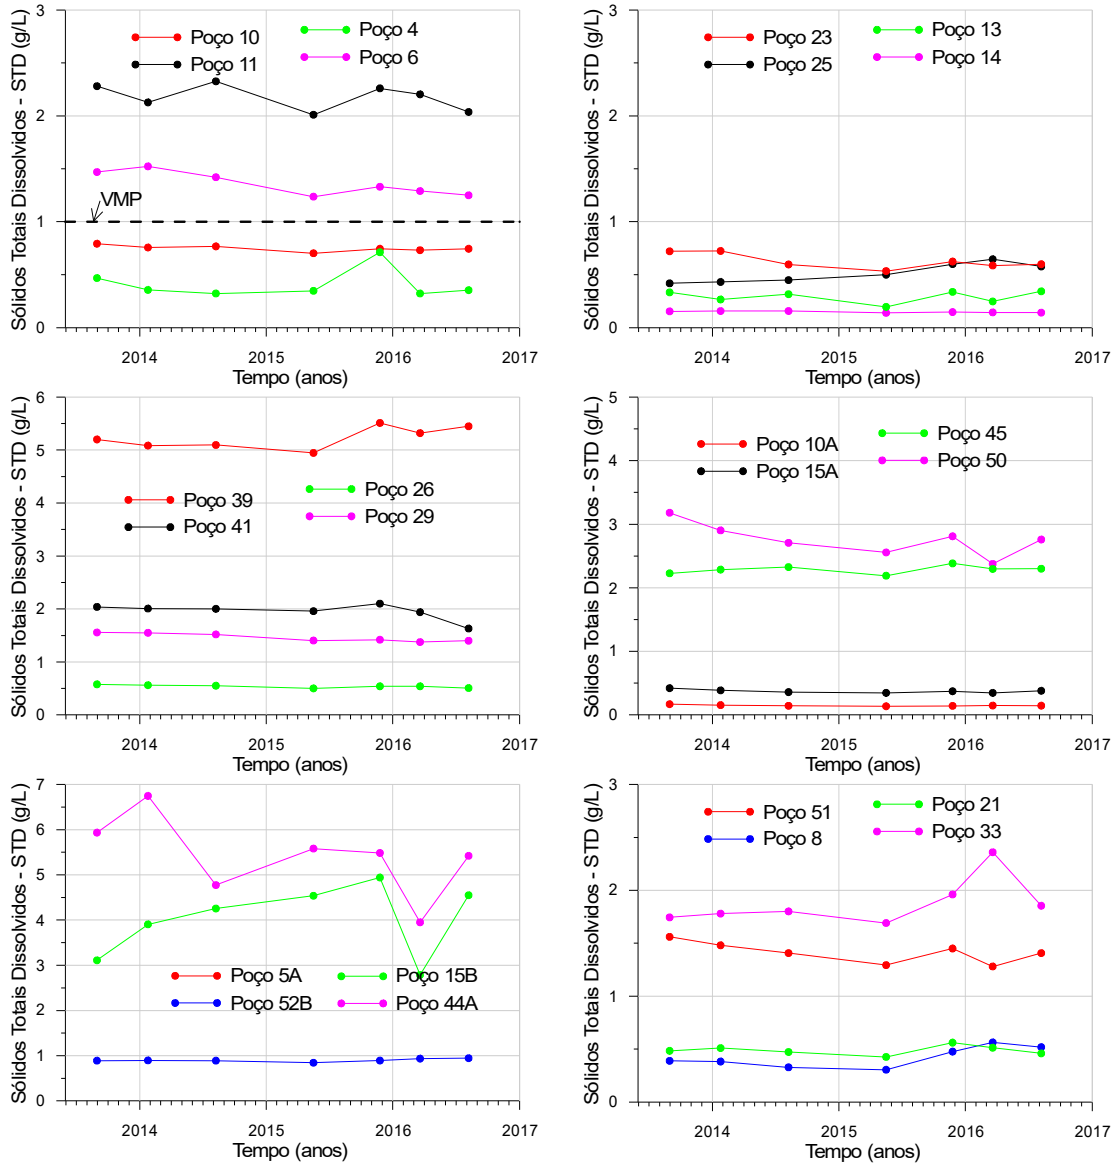 Sólidos Totais Dissolvidos - STD (g/L)
3
2
1
0
Poço 10
Poço 11
Poço 4
Poço 6
VMP
2014 2015 2016 2017
Tempo (anos)
Sólidos Totais Dissolvidos - STD (g/L)
3
2
1
0
Poço 23
Poço 25
Poço 13
Poço 14
2014 2015 2016 2017
Tempo (anos)
Sólidos Totais Dissolvidos - STD (g/L)
6
5
4
3
2
1
0
Poço 39
Poço 41
Poço 26
Poço 29
2014 2015 2016 2017
Tempo (anos)
Sólidos Totais Dissolvidos - STD (g/L)
5
4
3
2
1
0
Poço 10A
Poço 15A
Poço 45
Poço 50
2014 2015 2016 2017
Tempo (anos)
Sólidos Totais Dissolvidos - STD (g/L)
7
6
5
4
3
2
1
0
Poço 5A
Poço 52B
Poço 15B
Poço 44A
2014 2015 2016 2017
Tempo (anos)
Sólidos Totais Dissolvidos - STD (g/L)
3
2
1
0
Poço 51
Poço 8
Poço 21
Poço 33
2014 2015 2016 2017
Tempo (anos)